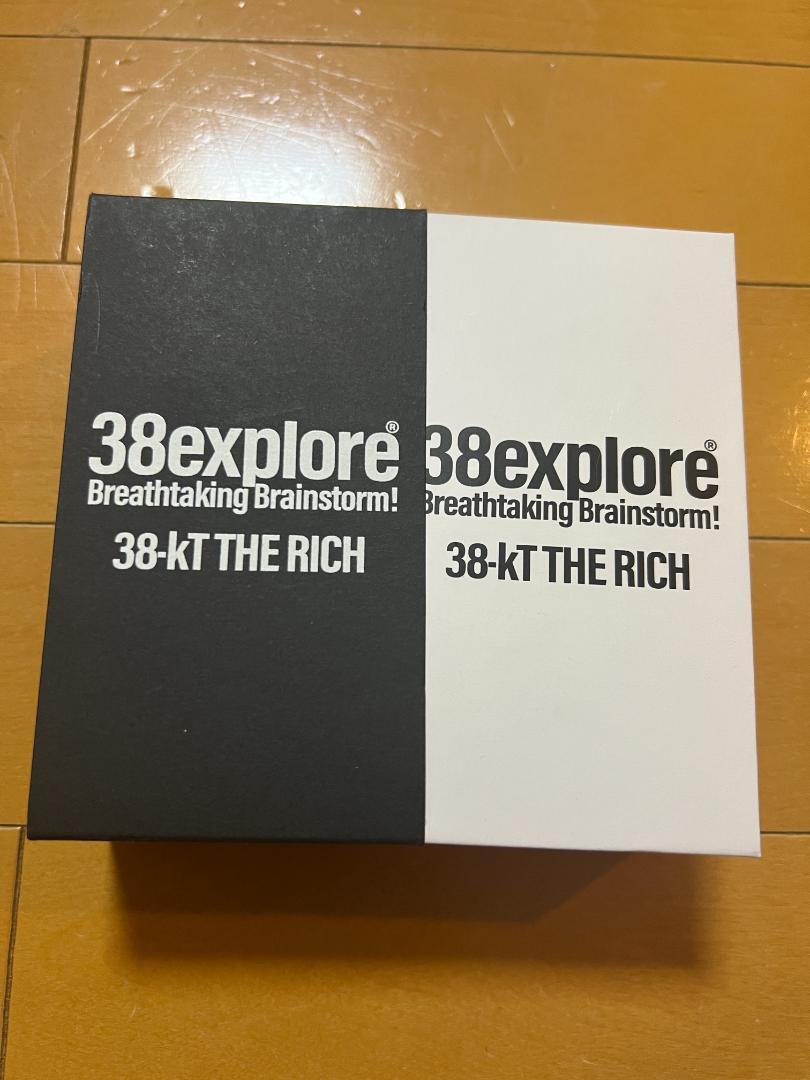 38explore®
Breathtaking Brainstorm!
38-kT THE RICH
38explore®
Breathtaking Brainstorm!
38-kT THE RICH